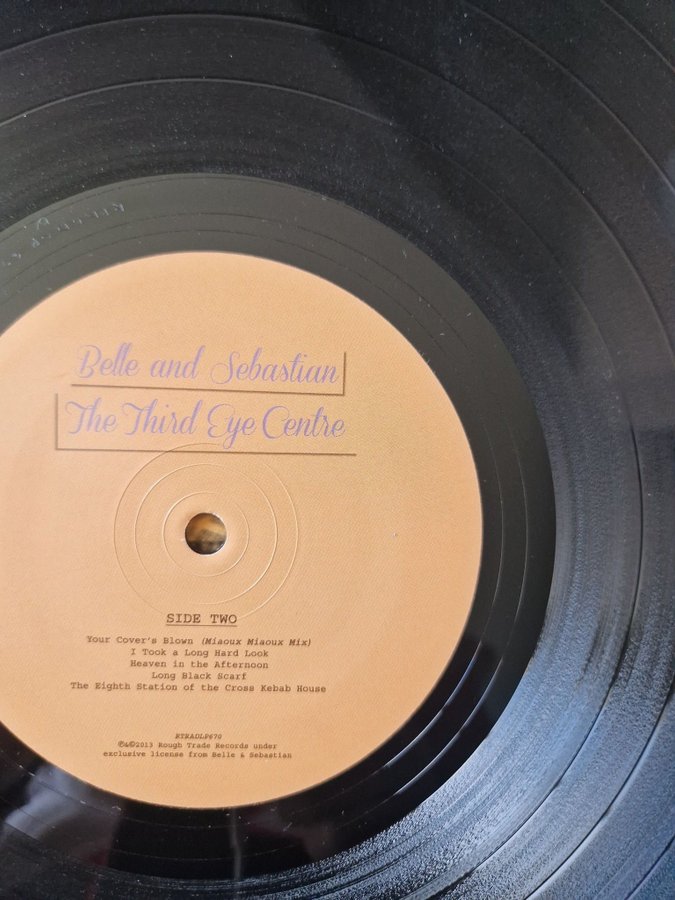 Belle and Sebastian
The Third Eye Centre
SIDE TWO
Your Cover's Blown (Miaoux Miaoux Mix)
I Took a Long Hard Look
Heaven in the Afternoon
Long Black Scarf
The Eighth Station of the Cross Kebab House
RTRADLP670
℗&©2013 Rough Trade Records under
exclusive license from Belle & Sebastian